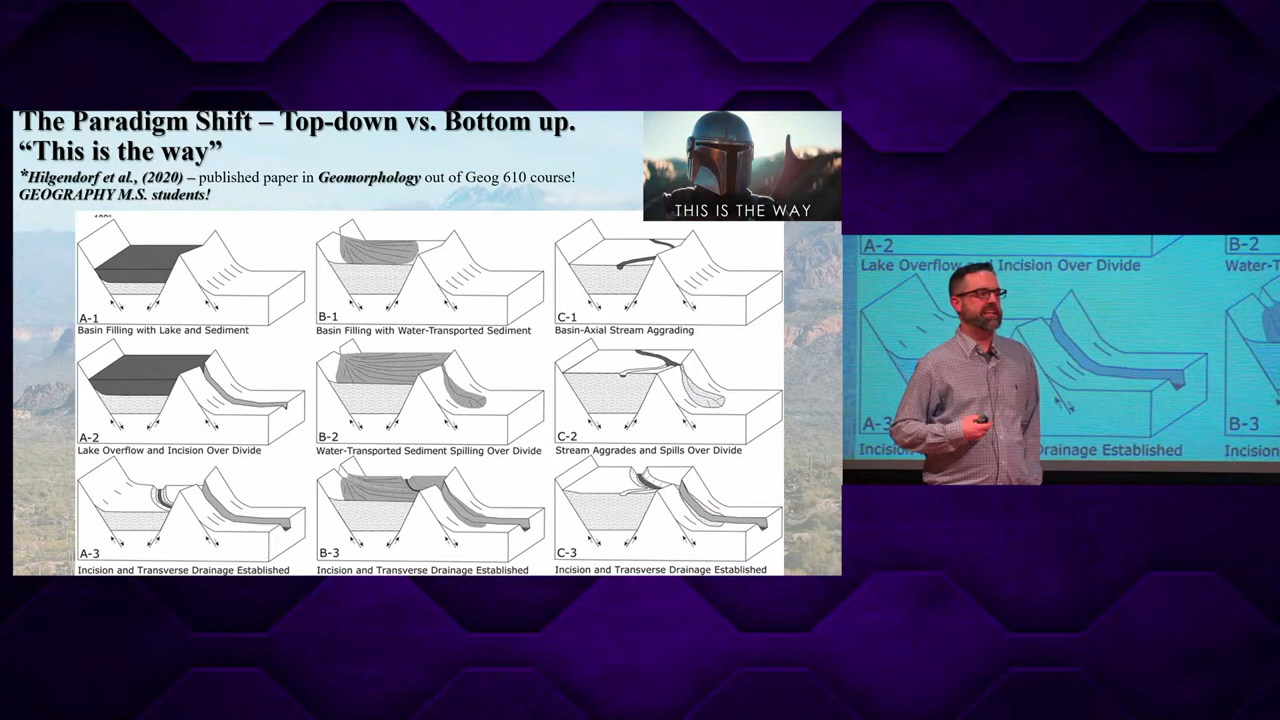 The Paradigm Shift – Top-down vs. Bottom up.
“This is the way”
*Hilgendorf et al., (2020) – published paper in Geomorphology out of Geog 610 course!
GEOGRAPHY M.S. students!
THIS IS THE WAY
A-1
Basin Filling with Lake and Sediment
B-1
Basin Filling with Water-Transported Sediment
C-1
Basin-Axial Stream Aggrading
A-2
Lake Overflow and Incision Over Divide
B-2
Water-Transported Sediment Spilling Over Divide
C-2
Stream Aggrades and Spills Over Divide
A-3
Incision and Transverse Drainage Established
B-3
Incision and Transverse Drainage Established
C-3
Incision and Transverse Drainage Established
A-2
Lake Overflow and Incision Over Divide
B-2
Water-T
A-3
Incision
Drainage Established
B-3
Incision